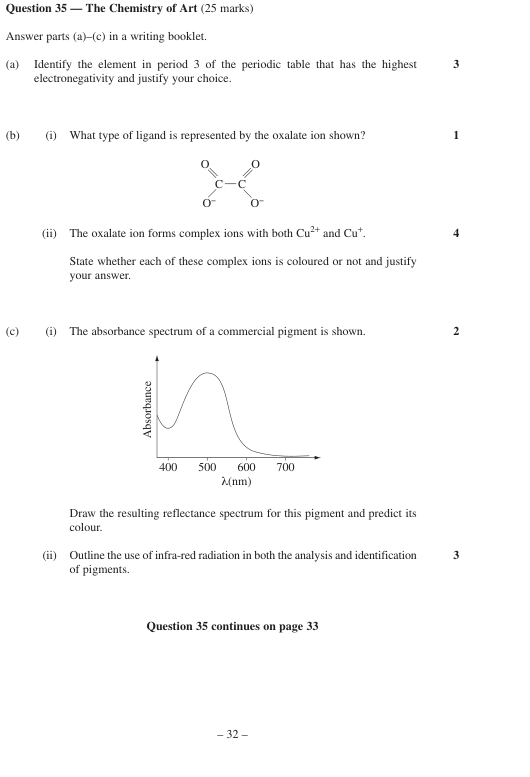 Question 35 — The Chemistry of Art (25 marks)
Answer parts (a)–(c) in a writing booklet.
(a) Identify the element in period 3 of the periodic table that has the highest 3
electronegativity and justify your choice.
(b) (i) What type of ligand is represented by the oxalate ion shown? 1
O O
C — C
O⁻ O⁻
(ii) The oxalate ion forms complex ions with both Cu²⁺ and Cu⁺. 4
State whether each of these complex ions is coloured or not and justify
your answer.
(c) (i) The absorbance spectrum of a commercial pigment is shown. 2
Absorbance
400 500 600 700
λ(nm)
Draw the resulting reflectance spectrum for this pigment and predict its
colour.
(ii) Outline the use of infra-red radiation in both the analysis and identification 3
of pigments.
Question 35 continues on page 33
– 32 –